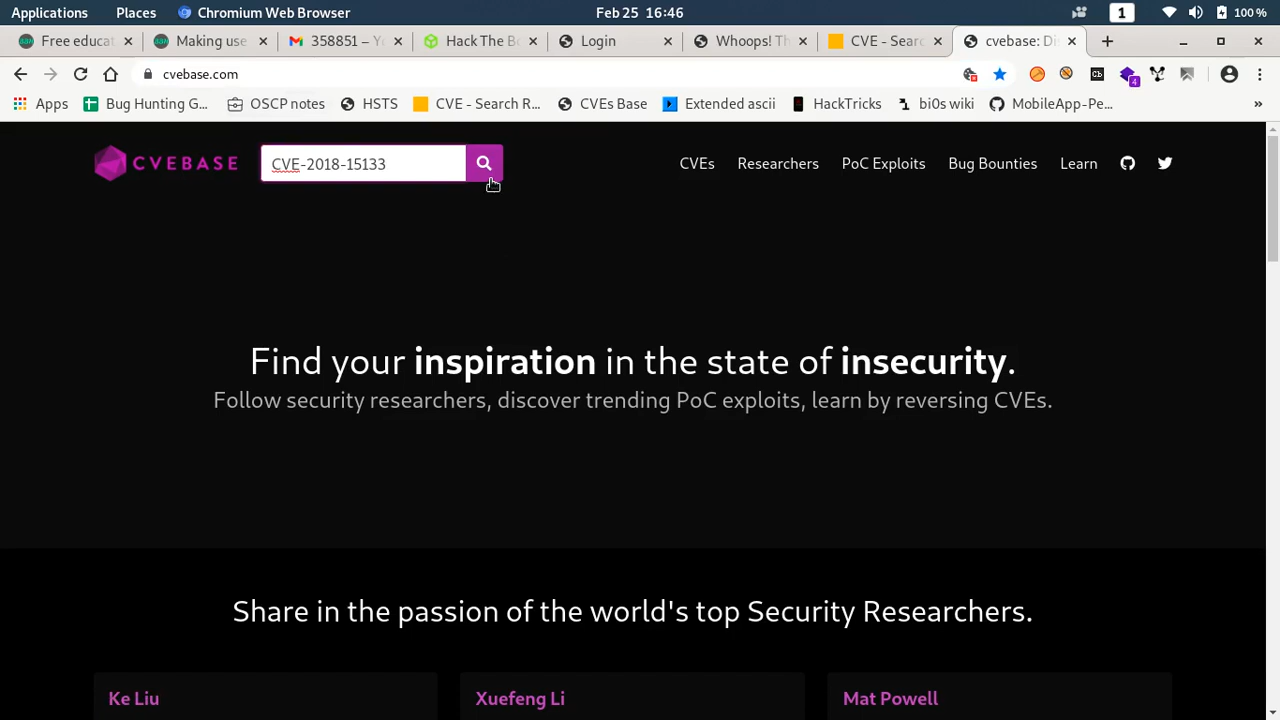 Applications Places Chromium Web Browser Feb 25 16:46 1 100 %
Free educat Making use 358851 – Yo Hack The Bo Login Whoops! Th CVE - Searc cvebase: Di
cvebase.com
Apps Bug Hunting G... OSCP notes HSTS CVE - Search R... CVEs Base Extended ascii HackTricks bi0s wiki MobileApp-Pe... »
CVEBASE CVE-2018-15133 CVEs Researchers PoC Exploits Bug Bounties Learn
Find your inspiration in the state of insecurity.
Follow security researchers, discover trending PoC exploits, learn by reversing CVEs.
Share in the passion of the world's top Security Researchers.
Ke Liu Xuefeng Li Mat Powell